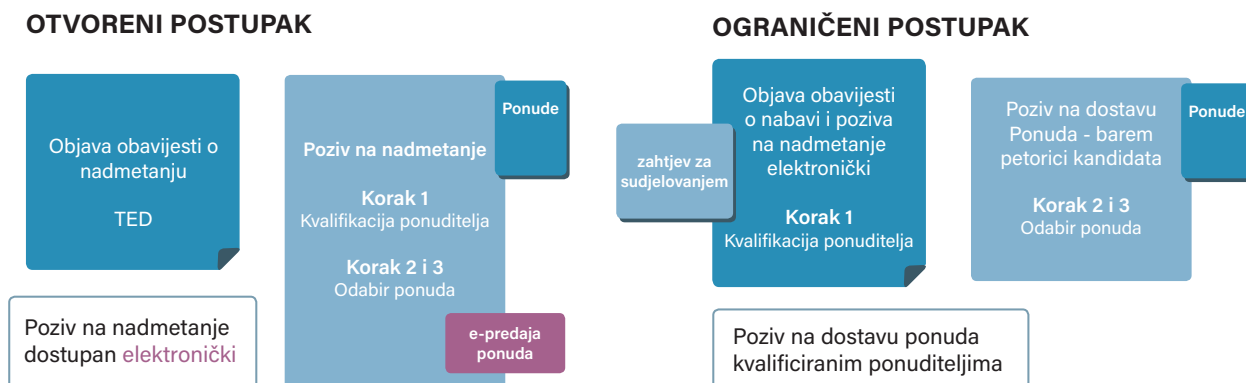 OTVORENI POSTUPAK
Objava obavijesti o
nadmetanju
TED
Poziv na nadmetanje
dostupan elektronički
Ponude
Poziv na nadmetanje
Korak 1
Kvalifikacija ponuditelja
Korak 2 i 3
Odabir ponuda
e-predaja
ponuda
OGRANIČENI POSTUPAK
zahtjev za
sudjelovanjem
Objava obavijesti
o nabavi i poziva
na nadmetanje
elektronički
Korak 1
Kvalifikacija ponuditelja
Poziv na dostavu ponuda
kvalificiranim ponuditeljima
Poziv na dostavu
Ponuda - barem
petorici kandidata
Korak 2 i 3
Odabir ponuda
Ponude